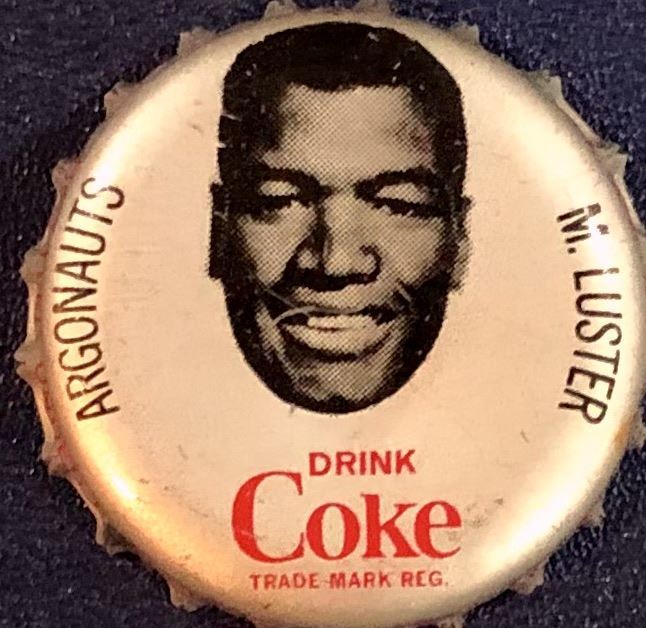 ARGONAUTS
M. LUSTER
DRINK
Coke
TRADE-MARK REG.